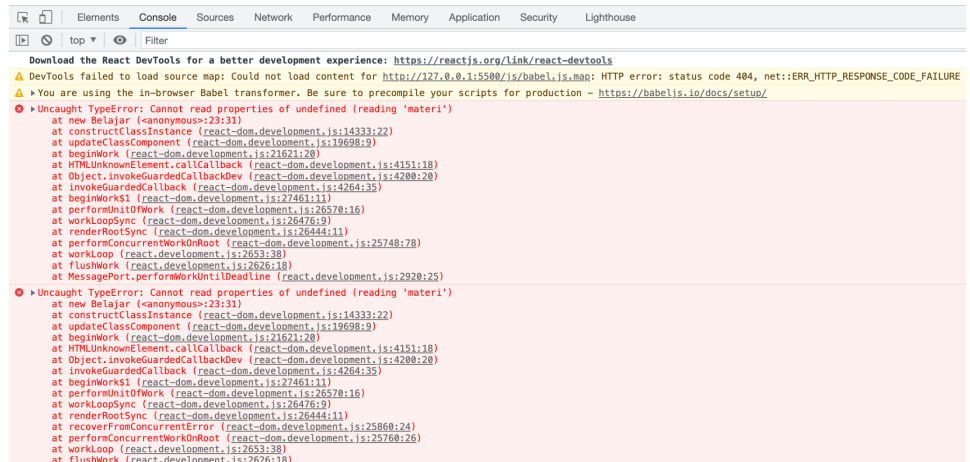 Elements Console Sources Network Performance Memory Application Security Lighthouse
top ▼ Filter
Download the React DevTools for a better development experience: https://reactjs.org/link/react-devtools
DevTools failed to load source map: Could not load content for http://127.0.0.1:5500/js/babel.js.map: HTTP error: status code 404, net::ERR_HTTP_RESPONSE_CODE_FAILURE
▶You are using the in-browser Babel transformer. Be sure to precompile your scripts for production - https://babeljs.io/docs/setup/
▶Uncaught TypeError: Cannot read properties of undefined (reading 'materi')
at new Belajar (<anonymous>:23:31)
at constructClassInstance (react-dom.development.js:14333:22)
at updateClassComponent (react-dom.development.js:19698:9)
at beginWork (react-dom.development.js:21621:20)
at HTMLUnknownElement.callCallback (react-dom.development.js:4151:18)
at Object.invokeGuardedCallbackDev (react-dom.development.js:4200:20)
at invokeGuardedCallback (react-dom.development.js:4264:35)
at beginWork$1 (react-dom.development.js:27461:11)
at performUnitOfWork (react-dom.development.js:26570:16)
at workLoopSync (react-dom.development.js:26476:9)
at renderRootSync (react-dom.development.js:26444:11)
at performConcurrentWorkOnRoot (react-dom.development.js:25748:78)
at workLoop (react.development.js:2653:38)
at flushWork (react.development.js:2626:18)
at MessagePort.performWorkUntilDeadline (react.development.js:2920:25)
▶Uncaught TypeError: Cannot read properties of undefined (reading 'materi')
at new Belajar (<anonymous>:23:31)
at constructClassInstance (react-dom.development.js:14333:22)
at updateClassComponent (react-dom.development.js:19698:9)
at beginWork (react-dom.development.js:21621:20)
at HTMLUnknownElement.callCallback (react-dom.development.js:4151:18)
at Object.invokeGuardedCallbackDev (react-dom.development.js:4200:20)
at invokeGuardedCallback (react-dom.development.js:4264:35)
at beginWork$1 (react-dom.development.js:27461:11)
at performUnitOfWork (react-dom.development.js:26570:16)
at workLoopSync (react-dom.development.js:26476:9)
at renderRootSync (react-dom.development.js:26444:11)
at recoverFromConcurrentError (react-dom.development.js:25860:24)
at performConcurrentWorkOnRoot (react-dom.development.js:25760:26)
at workLoop (react.development.js:2653:38)
at flushWork (react.development.js:2626:18)